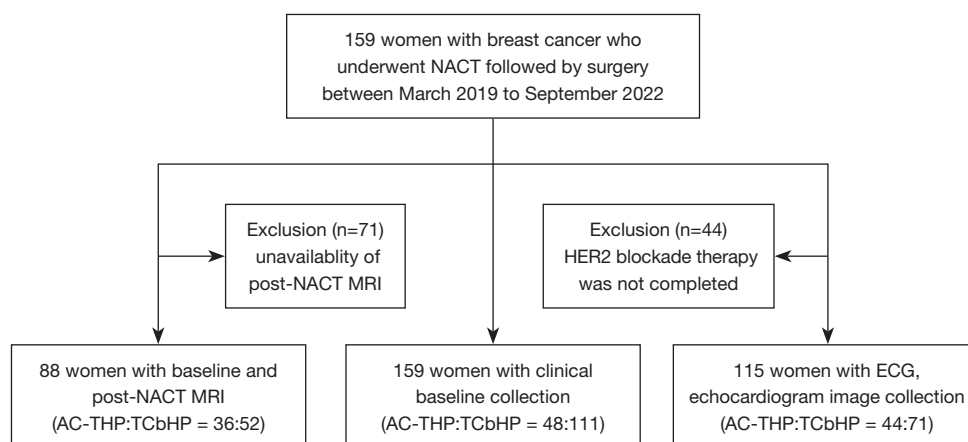 159 women with breast cancer who
underwent NACT followed by surgery
between March 2019 to September 2022
Exclusion (n=71)
unavailablity of
post-NACT MRI
Exclusion (n=44)
HER2 blockade therapy
was not completed
88 women with baseline and
post-NACT MRI
(AC-THP:TCbHP = 36:52)
159 women with clinical
baseline collection
(AC-THP:TCbHP = 48:111)
115 women with ECG,
echocardiogram image collection
(AC-THP:TCbHP = 44:71)